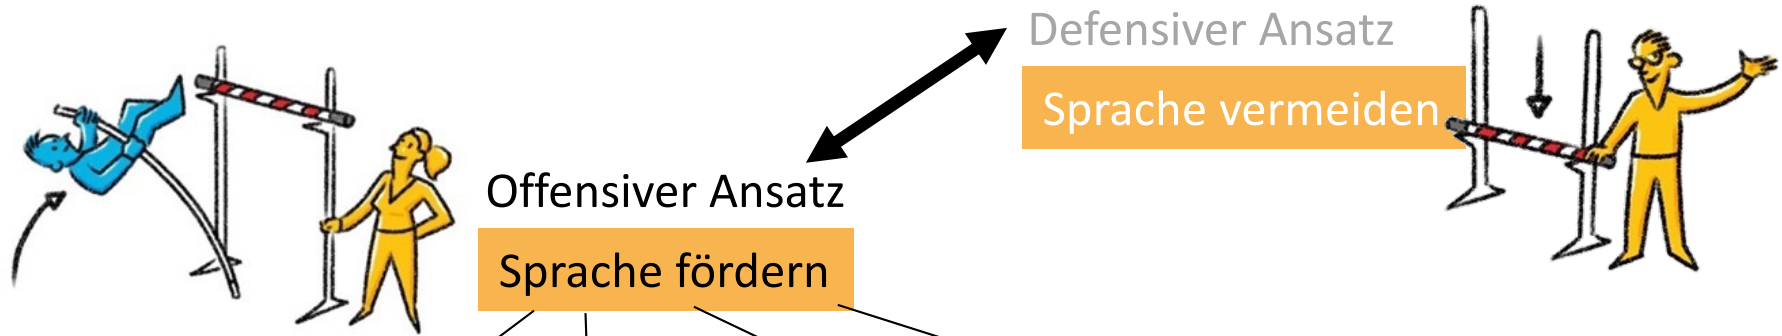 Defensiver Ansatz
Sprache vermeiden
Offensiver Ansatz
Sprache fördern